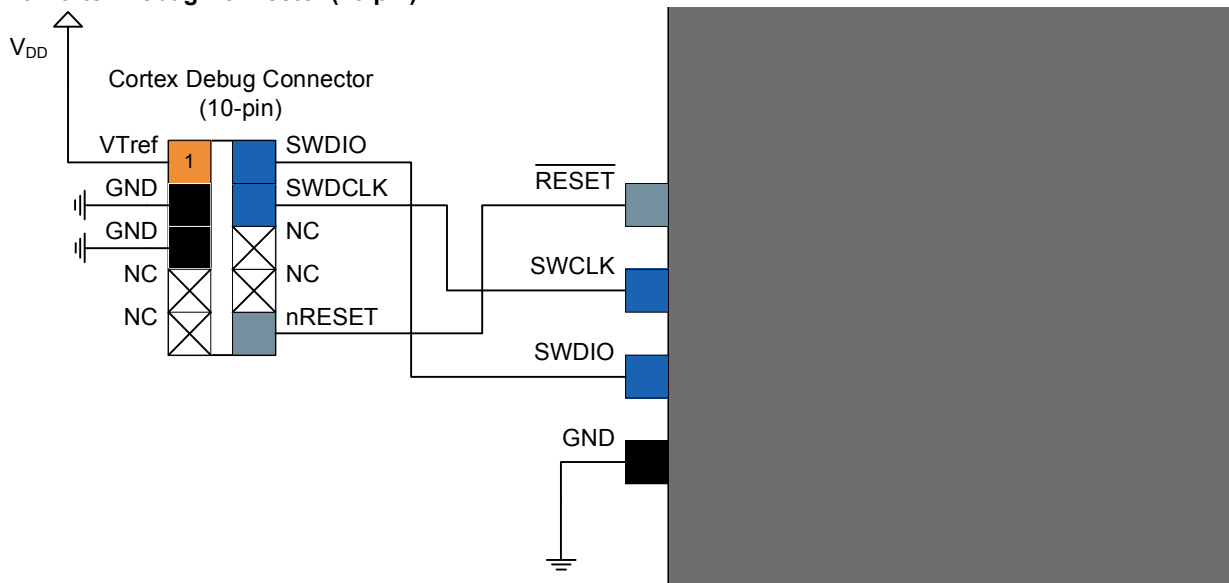 V_DD
Cortex Debug Connector
(10-pin)
VTref
1
SWDIO
GND
SWDCLK
GND
NC
NC
NC
NC
nRESET
RESET
SWCLK
SWDIO
GND